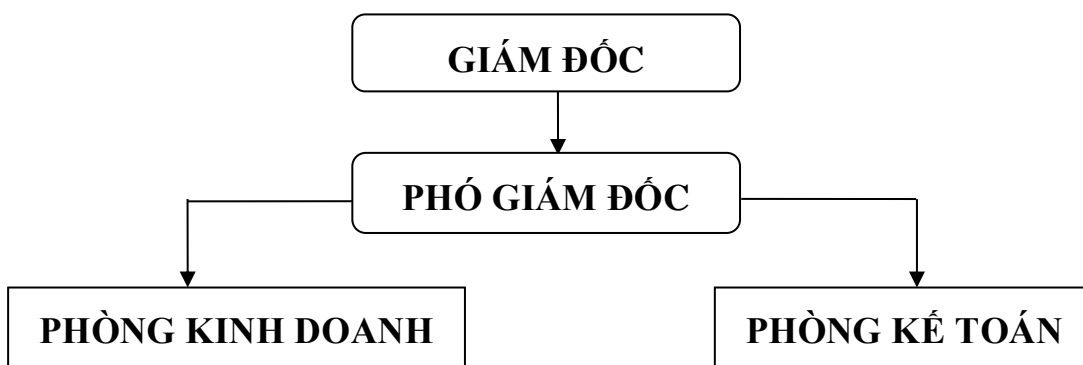 GIÁM ĐỐC
PHÓ GIÁM ĐỐC
PHÒNG KINH DOANH
PHÒNG KẾ TOÁN